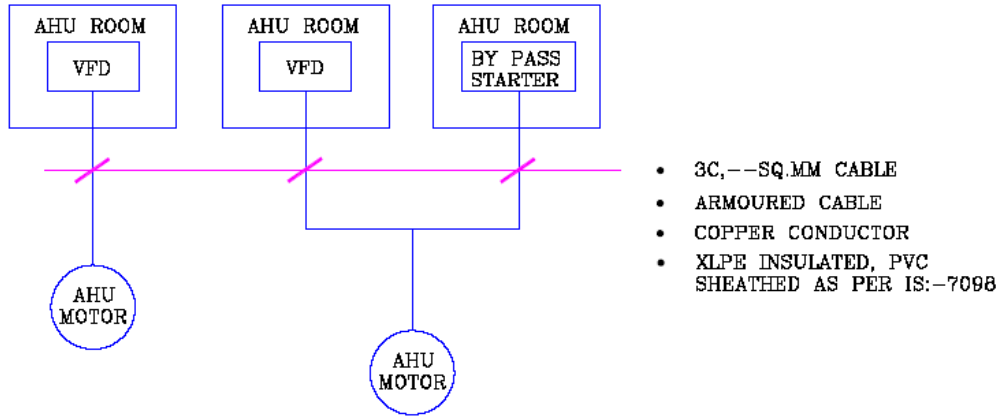 AHU ROOM
VFD
AHU ROOM
VFD
AHU ROOM
BY PASS
STARTER
AHU
MOTOR
AHU
MOTOR
• 3C,--SQ.MM CABLE
• ARMOURED CABLE
• COPPER CONDUCTOR
• XLPE INSULATED, PVC
SHEATHED AS PER IS:-7098